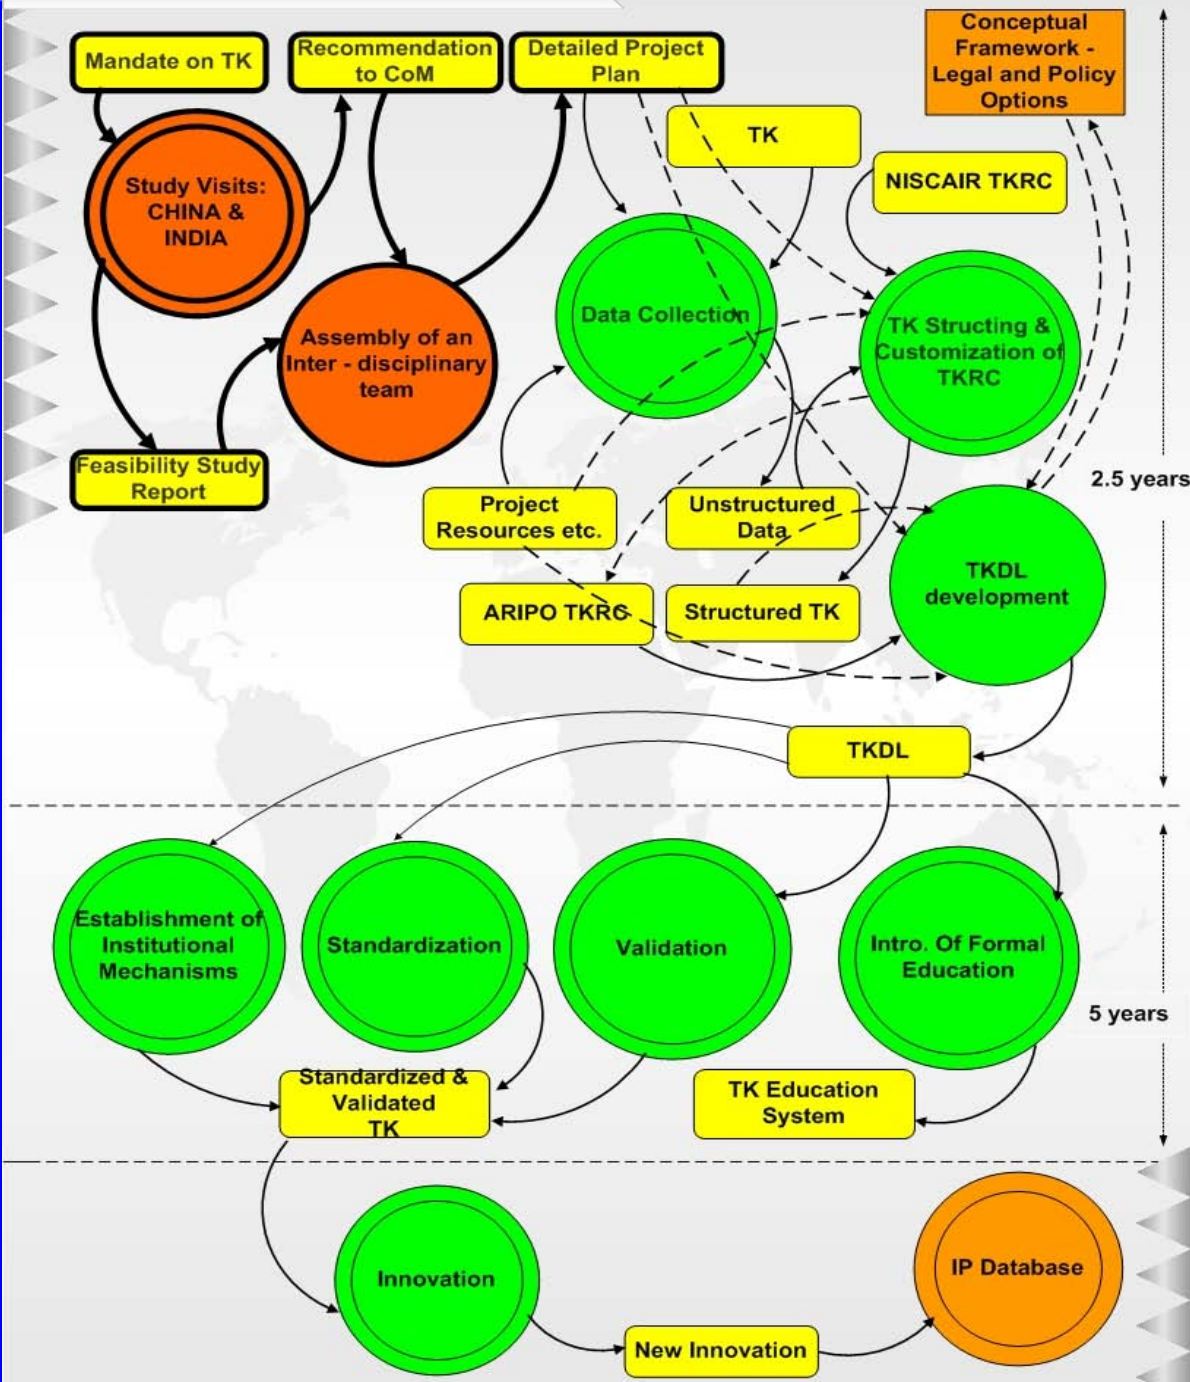 Mandate on TK
Recommendation
to CoM
Detailed Project
Plan
Conceptual
Framework -
Legal and Policy
Options
TK
NISCAIR TKRC
Study Visits:
CHINA &
INDIA
Data Collection
TK Structing &
Customization of
TKRC
Assembly of an
Inter - disciplinary
team
Feasibility Study
Report
2.5 years
Project
Resources etc.
Unstructured
Data
ARIPO TKRC
Structured TK
TKDL
development
TKDL
Establishment of
Institutional
Mechanisms
Standardization
Validation
Intro. Of Formal
Education
5 years
Standardized &
Validated
TK
TK Education
System
Innovation
IP Database
New Innovation